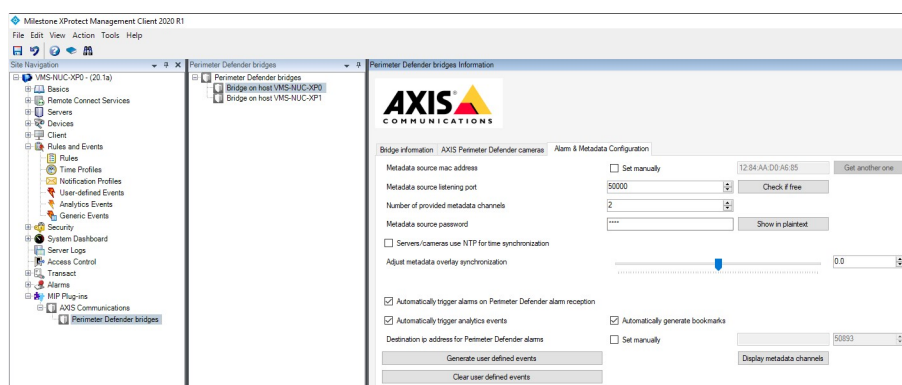 Milestone XProtect Management Client 2020 R1
File Edit View Action Tools Help
Site Navigation
VMS-NUC-XP0 - (20.1a)
Basics
Remote Connect Services
Servers
Devices
Client
Rules and Events
Rules
Time Profiles
Notification Profiles
User-defined Events
Analytics Events
Generic Events
Security
System Dashboard
Server Logs
Access Control
Transact
Alarms
MIP Plug-ins
AXIS Communications
Perimeter Defender bridges
Perimeter Defender bridges
Perimeter Defender bridges
Bridge on host VMS-NUC-XP0
Bridge on host VMS-NUC-XP1
Perimeter Defender bridges Information
AXIS
COMMUNICATIONS
Bridge information AXIS Perimeter Defender cameras Alarm & Metadata Configuration
Metadata source mac address Set manually 12:84:AA:D0:A6:85 Get another one
Metadata source listening port 50000 Check if free
Number of provided metadata channels 2
Metadata source password **** Show in plaintext
Servers/cameras use NTP for time synchronization
Adjust metadata overlay synchronization 0.0
Automatically trigger alarms on Perimeter Defender alarm reception
Automatically trigger analytics events Automatically generate bookmarks
Destination ip address for Perimeter Defender alarms Set manually 50893
Generate user defined events Display metadata channels
Clear user defined events